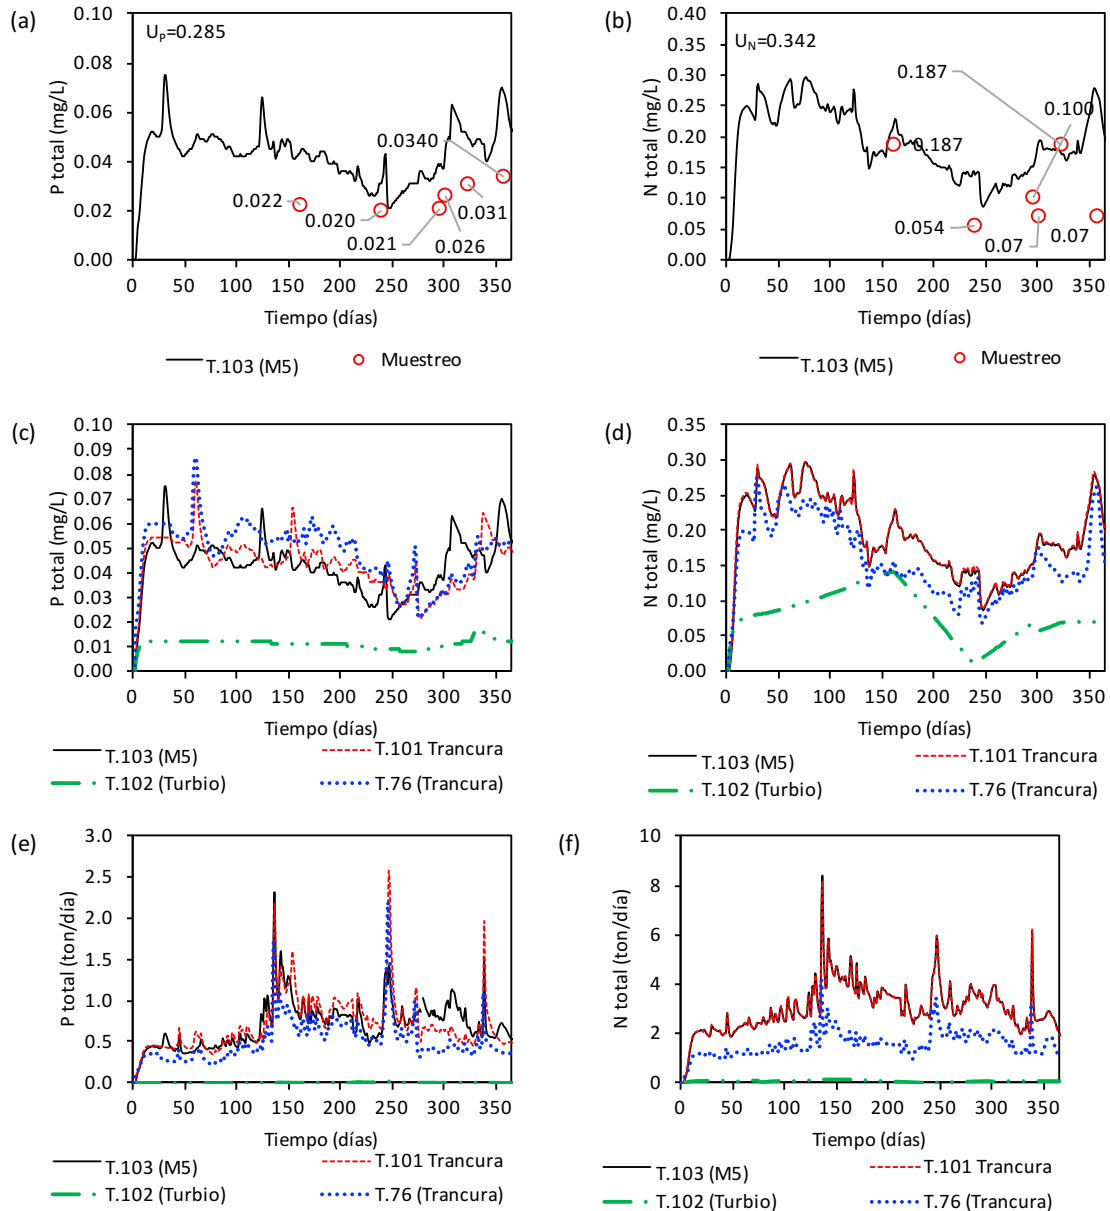 (a)
P total (mg/L)
0.10
0.08
0.06
0.04
0.02
0.00
U_P=0.285
0.0340
0.022
0.020
0.021
0.026
0.031
0 50 100 150 200 250 300 350
Tiempo (días)
T.103 (M5) Muestreo
(b)
N total (mg/L)
0.40
0.35
0.30
0.25
0.20
0.15
0.10
0.05
0.00
U_N=0.342
0.187
0.100
0.187
0.054
0.07
0.07
0 50 100 150 200 250 300 350
Tiempo (días)
T.103 (M5) Muestreo
(c)
P total (mg/L)
0.10
0.09
0.08
0.07
0.06
0.05
0.04
0.03
0.02
0.01
0.00
0 50 100 150 200 250 300 350
Tiempo (días)
T.103 (M5) T.101 Trancura
T.102 (Turbio) T.76 (Trancura)
(d)
N total (mg/L)
0.35
0.30
0.25
0.20
0.15
0.10
0.05
0.00
0 50 100 150 200 250 300 350
Tiempo (días)
T.103 (M5) T.101 Trancura
T.102 (Turbio) T.76 (Trancura)
(e)
P total (ton/día)
3.0
2.5
2.0
1.5
1.0
0.5
0.0
0 50 100 150 200 250 300 350
Tiempo (días)
T.103 (M5) T.101 Trancura
T.102 (Turbio) T.76 (Trancura)
(f)
N total (ton/día)
10
8
6
4
2
0
0 50 100 150 200 250 300 350
Tiempo (días)
T.103 (M5) T.101 Trancura
T.102 (Turbio) T.76 (Trancura)